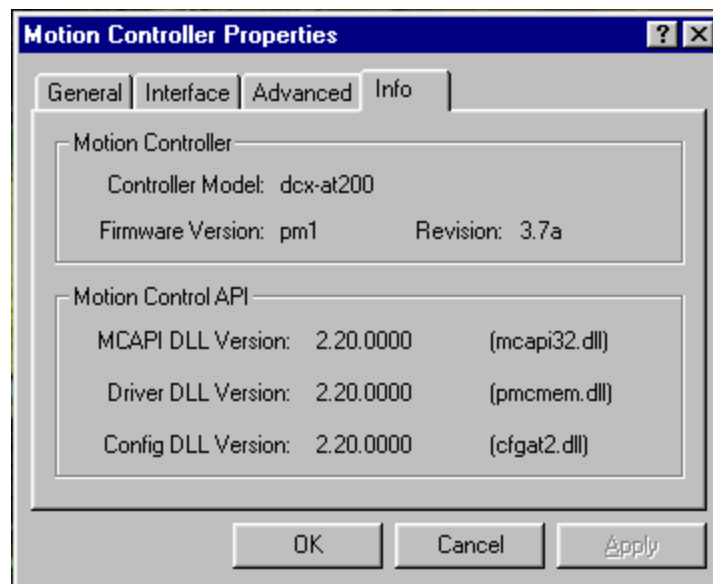 Motion Controller Properties
General Interface Advanced Info
Motion Controller
Controller Model: dcx-at200
Firmware Version: pm1 Revision: 3.7a
Motion Control API
MCAPI DLL Version: 2.20.0000 (mcapi32.dll)
Driver DLL Version: 2.20.0000 (pmcmem.dll)
Config DLL Version: 2.20.0000 (cfgat2.dll)
OK Cancel Apply